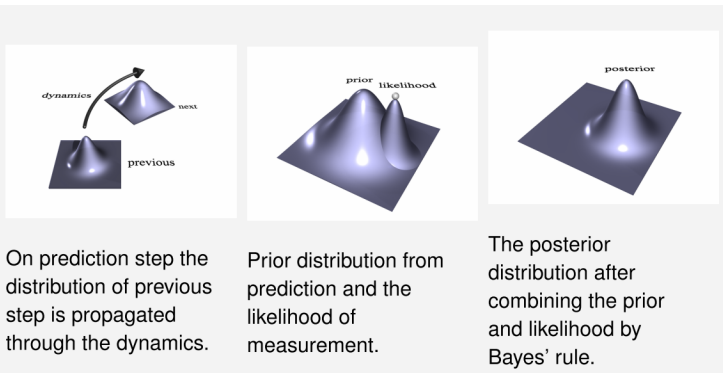 dynamics
next
previous
On prediction step the
distribution of previous
step is propagated
through the dynamics.
prior
likelihood
Prior distribution from
prediction and the
likelihood of
measurement.
posterior
The posterior
distribution after
combining the prior
and likelihood by
Bayes' rule.